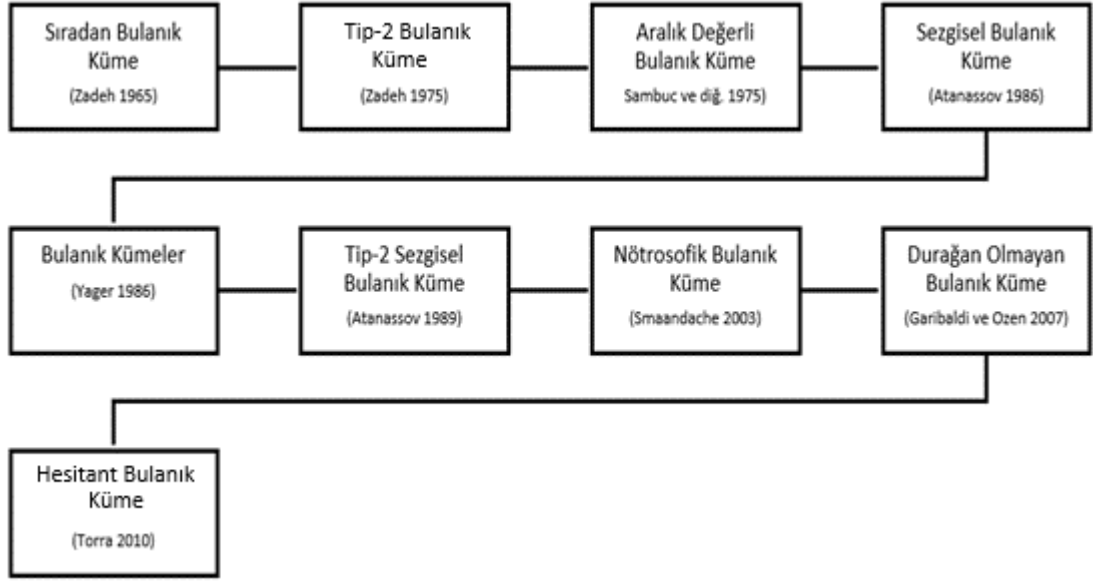 Sıradan Bulanık
Küme
(Zadeh 1965)
Tip-2 Bulanık
Küme
(Zadeh 1975)
Aralık Değerli
Bulanık Küme
Sambuc ve diğ. 1975)
Sezgisel Bulanık
Küme
(Atanassov 1986)
Bulanık Kümeler
(Yager 1986)
Tip-2 Sezgisel
Bulanık Küme
(Atanassov 1989)
Nötrosofik Bulanık
Küme
(Smaandache 2003)
Durağan Olmayan
Bulanık Küme
(Garibaldi ve Ozen 2007)
Hesitant Bulanık
Küme
(Torra 2010)